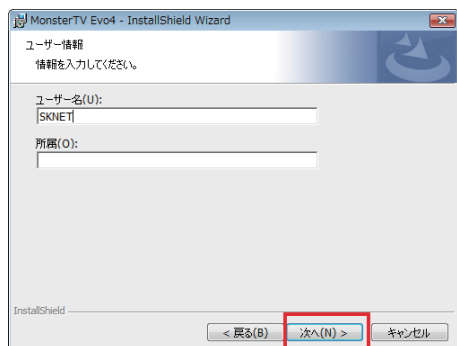 MonsterTV Evo4 - InstallShield Wizard
ユーザー情報
情報を入力してください。
ユーザー名(U):
SKNET
所属(O):
InstallShield
< 戻る(B) 次へ(N) > キャンセル